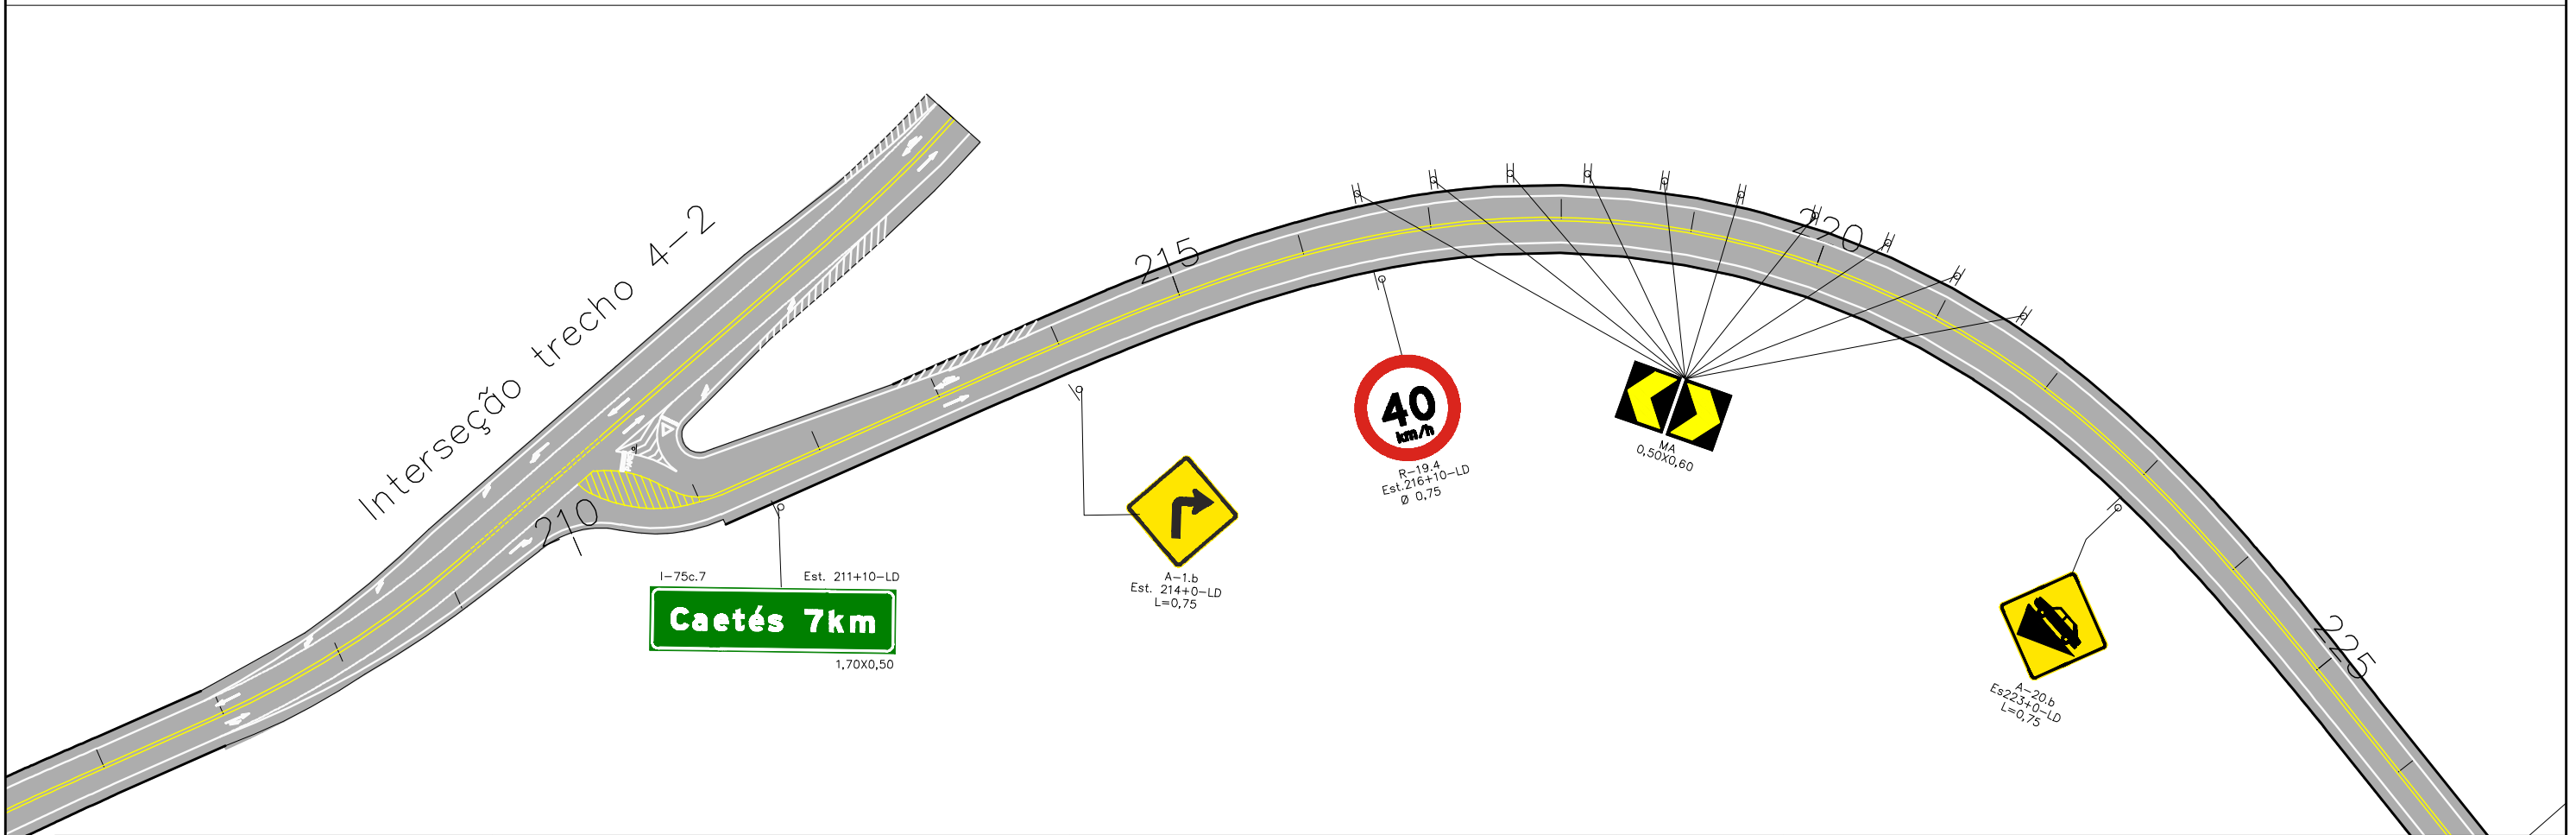 Interseção trecho 4-2
210
215
220
225
I-75c.7
Est. 211+10-LD
Caetés 7km
1,70X0,50
A-1.b
Est. 214+0-LD
L=0,75
40
km/h
R-19.4
Est.216+10-LD
Ø 0,75
MA
0,50X0,60
A-20.b
Es223+0-LD
L=0,75